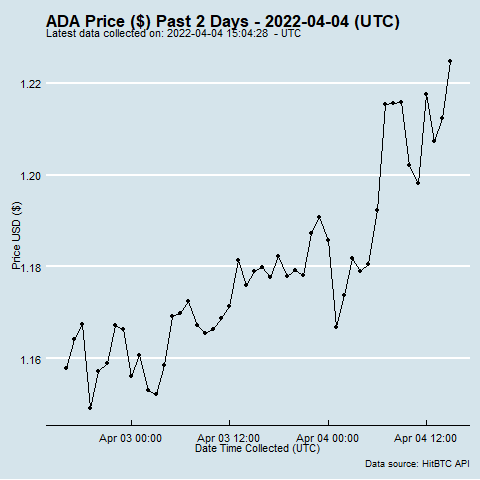 ADA Price ($) Past 2 Days - 2022-04-04 (UTC)
Latest data collected on: 2022-04-04 15:04:28  - UTC
1.22
1.20
1.18
1.16
Price USD ($)
Apr 03 00:00
Apr 03 12:00
Apr 04 00:00
Apr 04 12:00
Date Time Collected (UTC)
Data source: HitBTC API